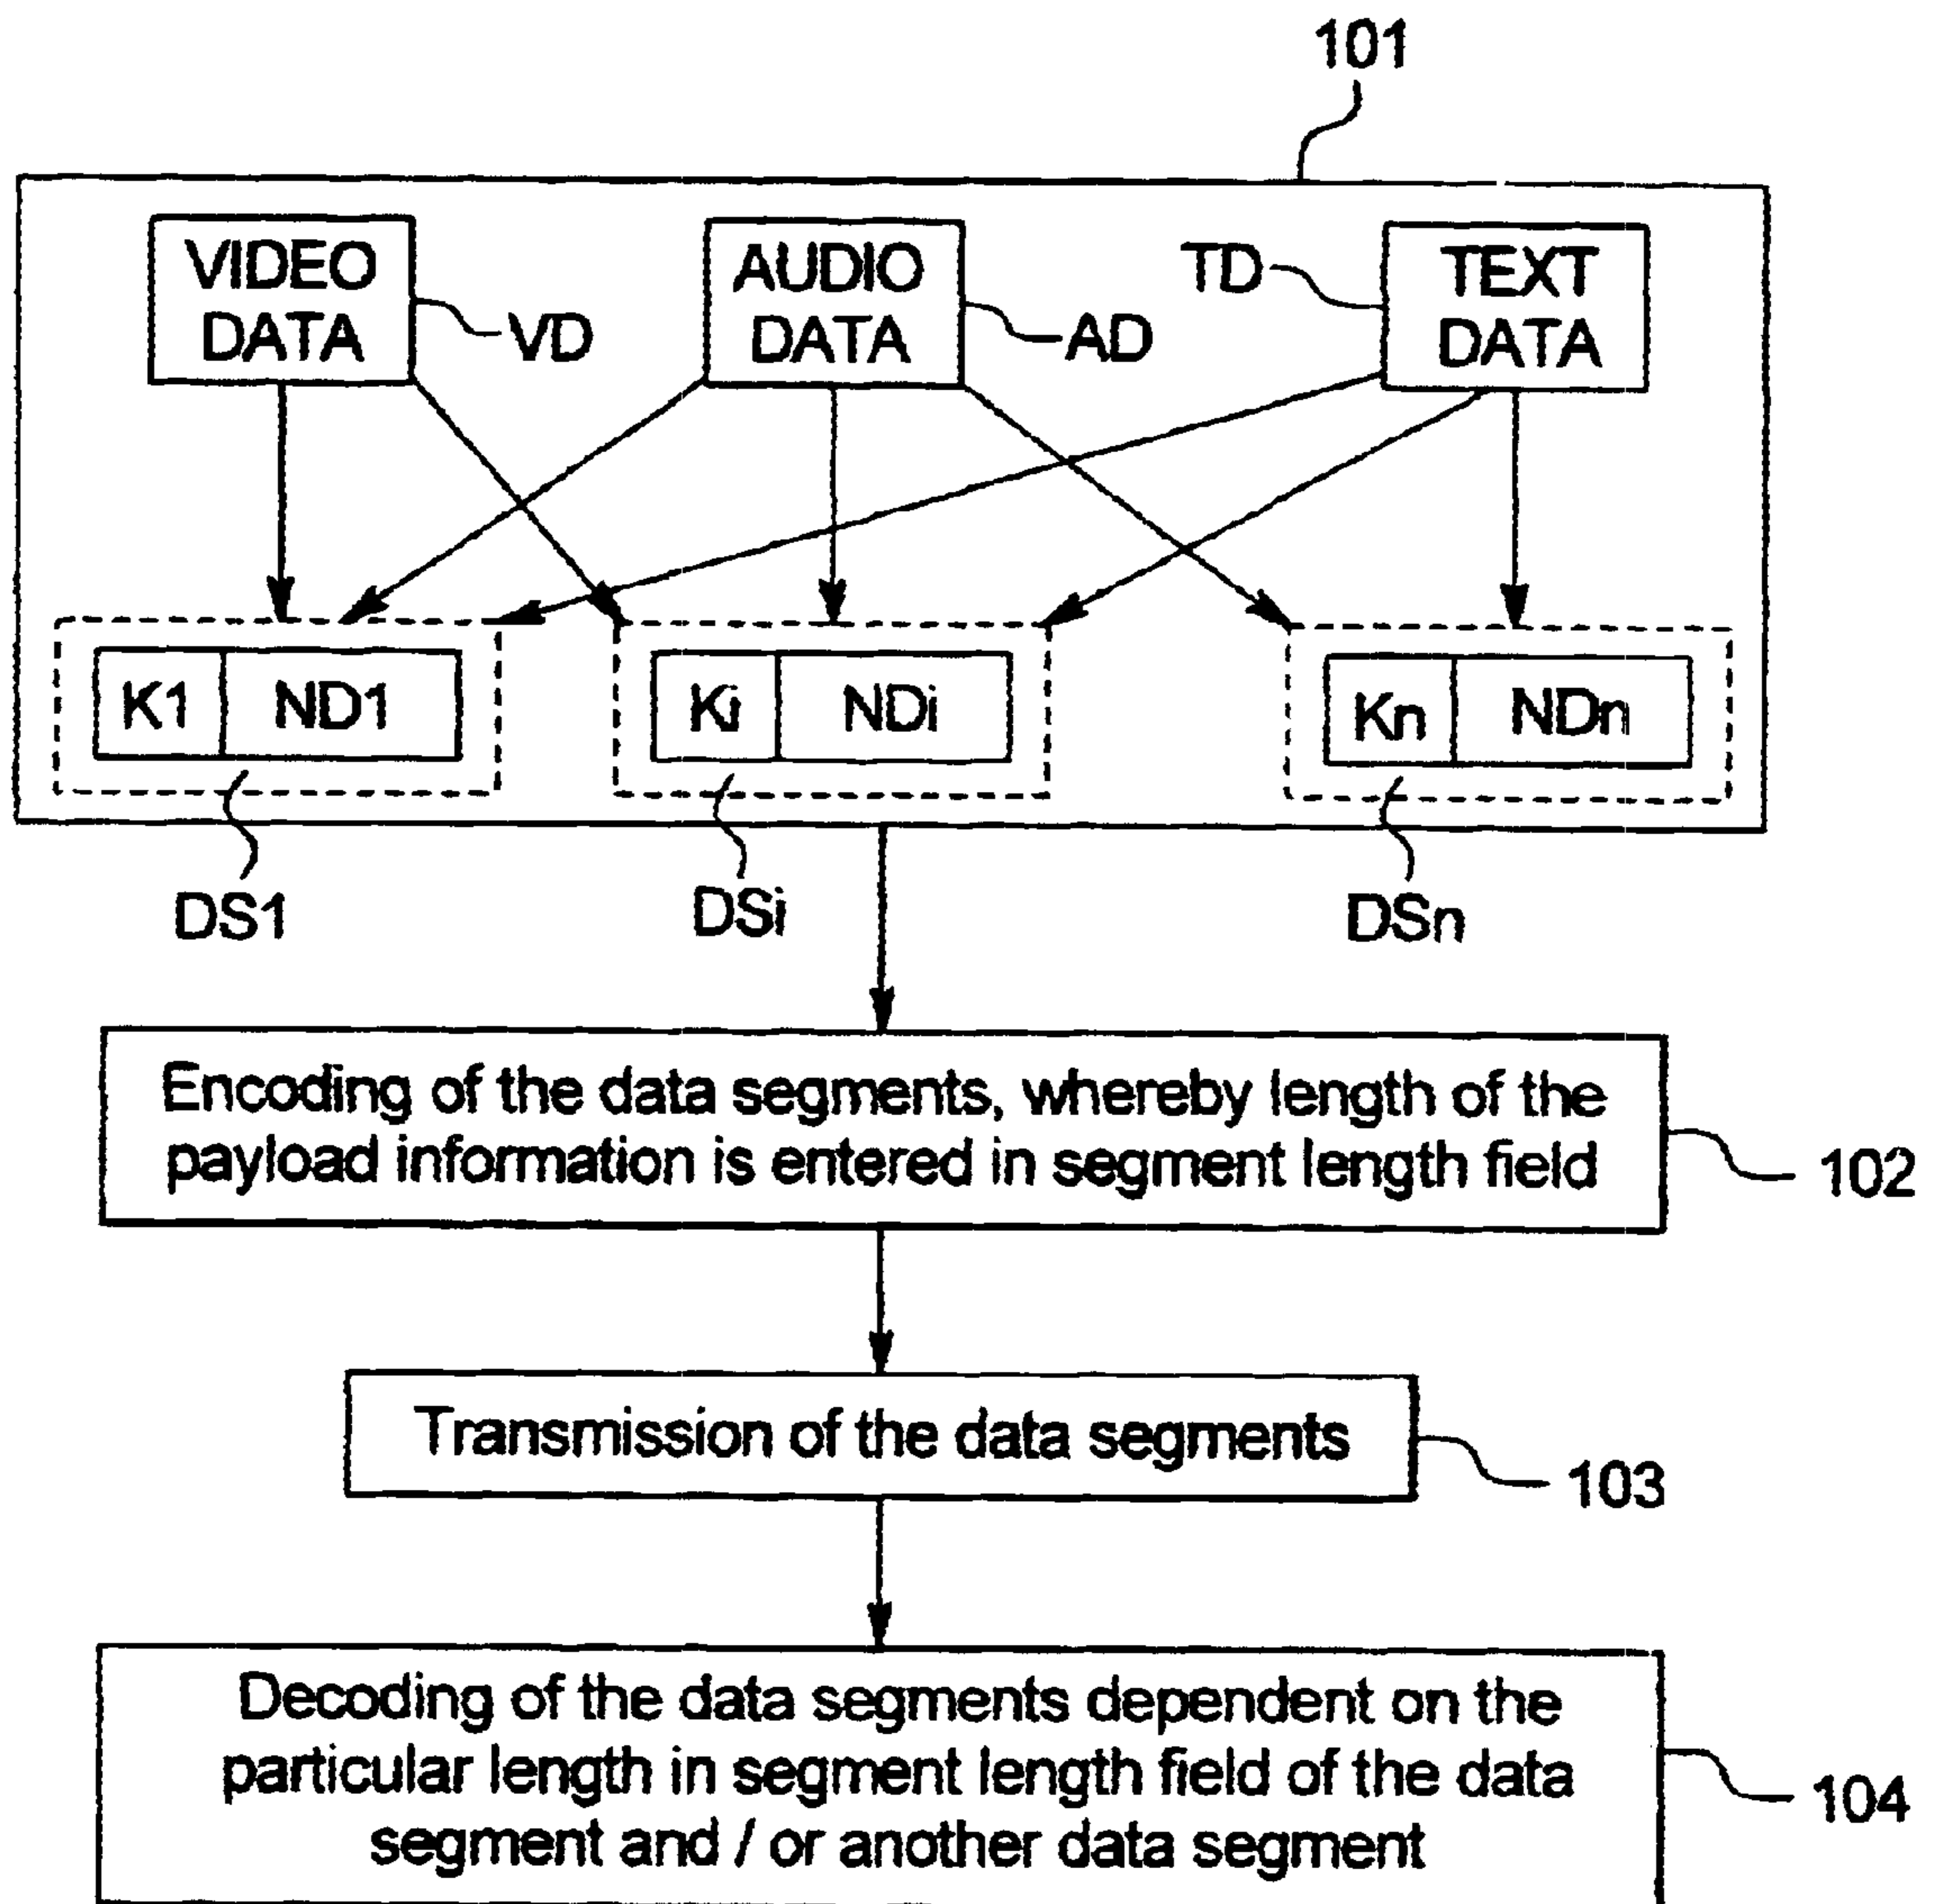 101
VIDEO
DATA
VD
AUDIO
DATA
AD
TD
TEXT
DATA
K1 ND1
Ki NDi
Kn NDn
DS1
DSi
DSn
Encoding of the data segments, whereby length of the
payload information is entered in segment length field
102
Transmission of the data segments
103
Decoding of the data segments dependent on the
particular length in segment length field of the data
segment and / or another data segment
104